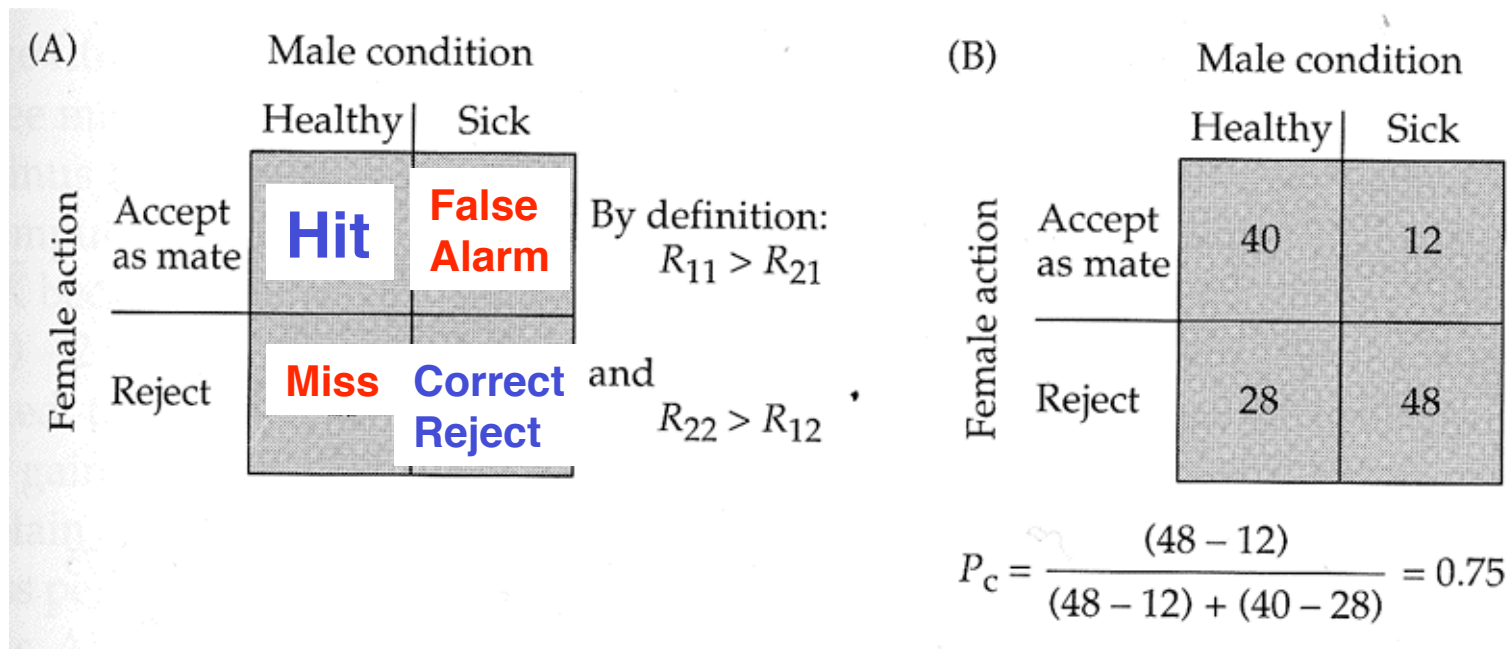 (A)
Male condition
Healthy Sick
Female action
Accept
as mate
Hit
False
Alarm
By definition:
R11 > R21
Reject
Miss
Correct
Reject
and
R22 > R12
(B)
Male condition
Healthy Sick
Female action
Accept
as mate
40 12
Reject
28 48
Pc = (48 – 12) / (48 – 12) + (40 – 28) = 0.75